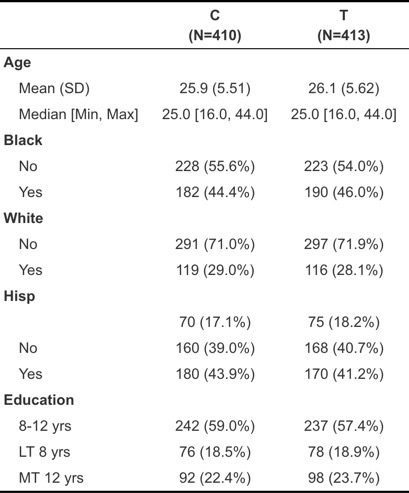 C T
(N=410) (N=413)
Age
Mean (SD) 25.9 (5.51) 26.1 (5.62)
Median [Min, Max] 25.0 [16.0, 44.0] 25.0 [16.0, 44.0]
Black
No 228 (55.6%) 223 (54.0%)
Yes 182 (44.4%) 190 (46.0%)
White
No 291 (71.0%) 297 (71.9%)
Yes 119 (29.0%) 116 (28.1%)
Hisp
70 (17.1%) 75 (18.2%)
No 160 (39.0%) 168 (40.7%)
Yes 180 (43.9%) 170 (41.2%)
Education
8-12 yrs 242 (59.0%) 237 (57.4%)
LT 8 yrs 76 (18.5%) 78 (18.9%)
MT 12 yrs 92 (22.4%) 98 (23.7%)